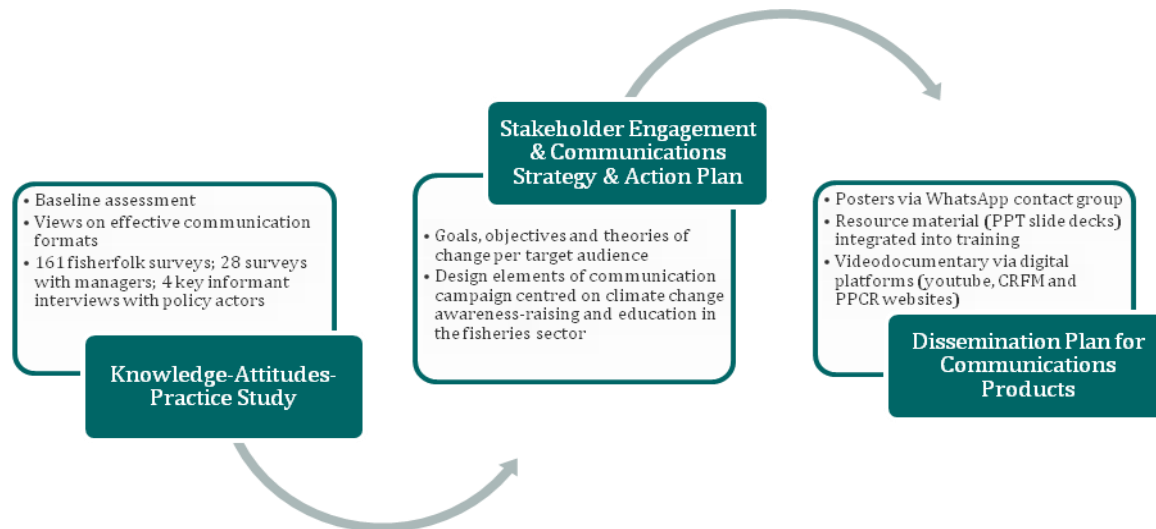 • Baseline assessment
• Views on effective communication
formats
• 161 fisherfolk surveys; 28 surveys
with managers; 4 key informant
interviews with policy actors
Knowledge-Attitudes-
Practice Study
Stakeholder Engagement
& Communications
Strategy & Action Plan
• Goals, objectives and theories of
change per target audience
• Design elements of communication
campaign centred on climate change
awareness-raising and education in
the fisheries sector
• Posters via WhatsApp contact group
• Resource material (PPT slide decks)
integrated into training
• Videodocumentary via digital
platforms (youtube, CRFM and
PPCR websites)
Dissemination Plan for
Communications
Products